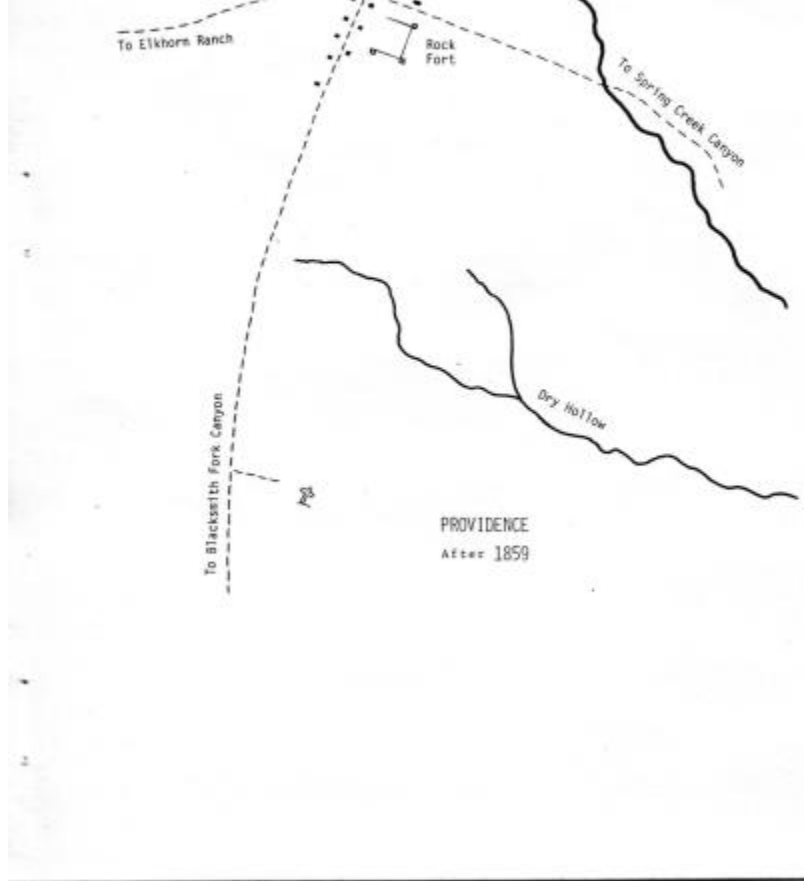 To Elkhorn Ranch
Rock
Fort
To Spring Creek Canyon
Dry Hollow
To Blacksmith Fork Canyon
PROVIDENCE
After 1859